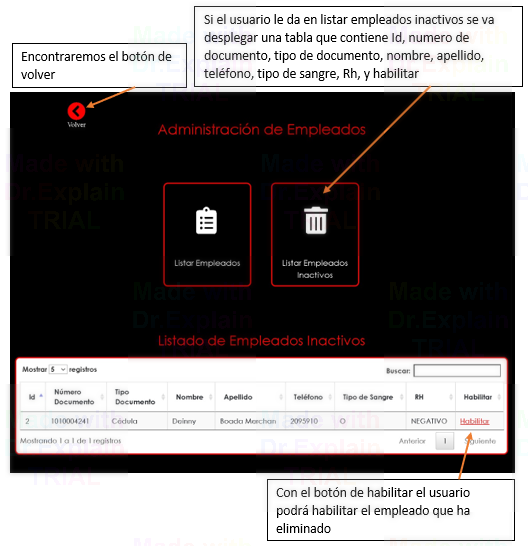 Si el usuario le da en listar empleados inactivos se va
desplegar una tabla que contiene Id, numero de
documento, tipo de documento, nombre, apellido,
teléfono, tipo de sangre, Rh, y habilitar
Encontraremos el botón de
volver
Volver
Administración de Empleados
Made with
Dr.Explain
TRIAL
Listar Empleados
Listar Empleados
Inactivos
Made with
Dr.Explain
Listado de Empleados Inactivos
Mostrar 5 registros
Buscar:
Id Número Documento Tipo Documento Nombre Apellido Teléfono Tipo de Sangre RH Habilitar
2 1010004241 Cédula Deinny Boada Merchan 2095910 O NEGATIVO Habilitar
Mostrando 1 a 1 de 1 registros
Anterior 1 Siguiente
Con el botón de habilitar el usuario
podrá habilitar el empleado que ha
eliminado